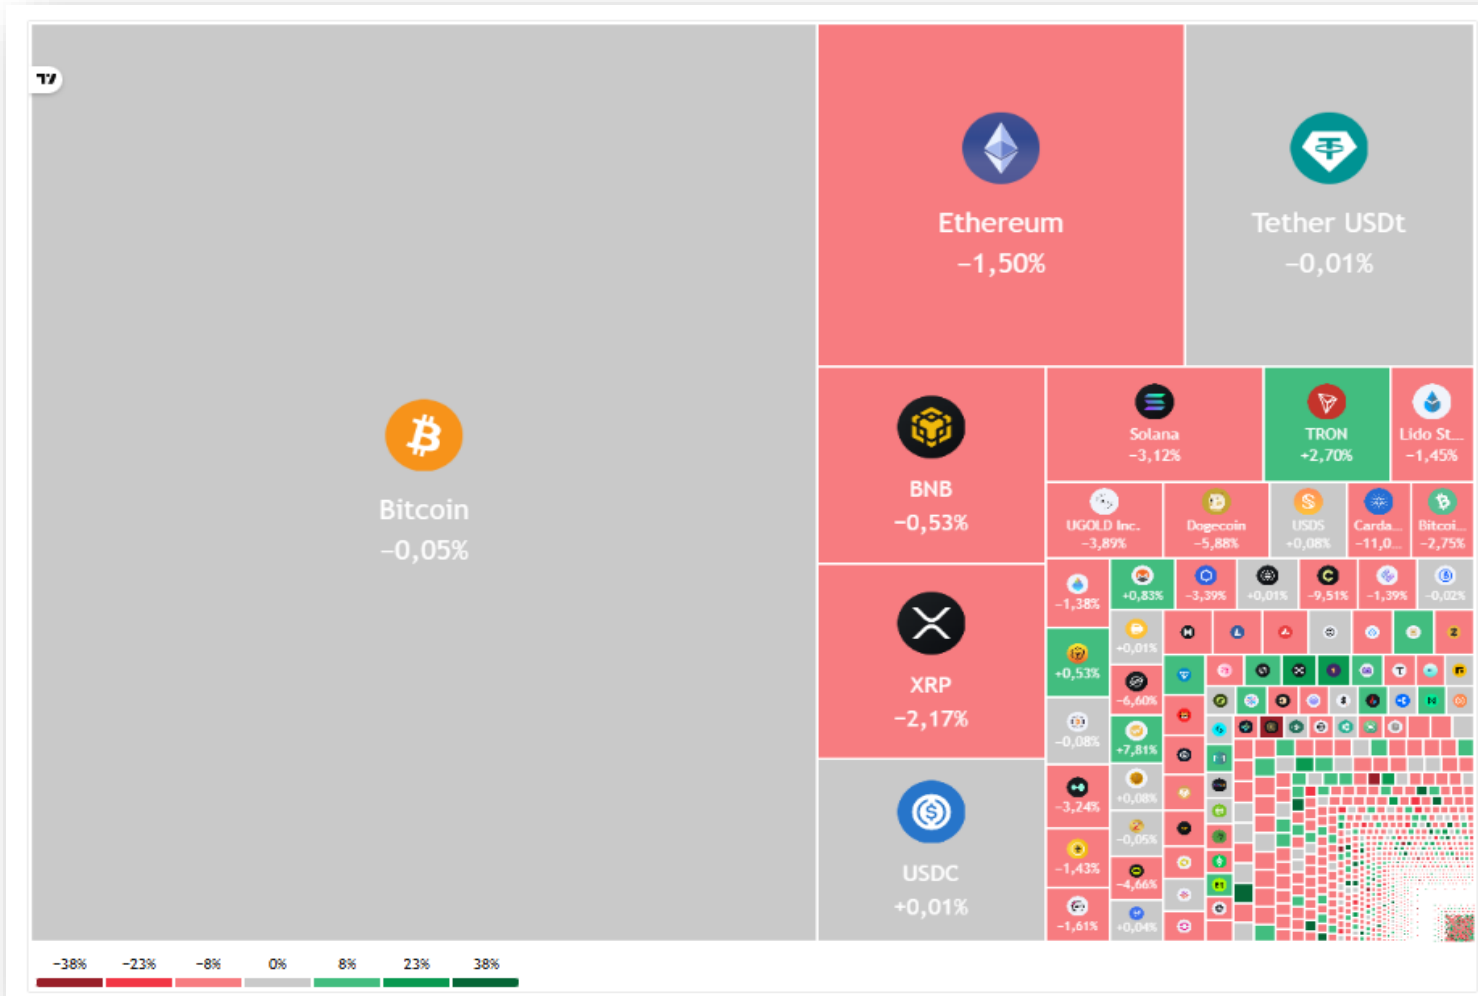 Bitcoin
−0,05%
Ethereum
−1,50%
Tether USDt
−0,01%
BNB
−0,53%
XRP
−2,17%
USDC
+0,01%
Solana
−3,12%
TRON
+2,70%
Lido St...
−1,45%
UGOLD Inc.
−3,89%
Dogecoin
−5,88%
USDS
+0,08%
Carda...
−11,0...
Bitcoi...
−2,75%
−1,38%
+0,83%
−3,39%
+0,01%
−9,51%
−1,39%
−0,02%
+0,53%
+0,01%
−6,60%
−0,08%
+7,81%
−3,24%
+0,08%
−0,05%
−1,43%
−4,66%
−1,61%
+0,04%
−38%
−23%
−8%
0%
8%
23%
38%